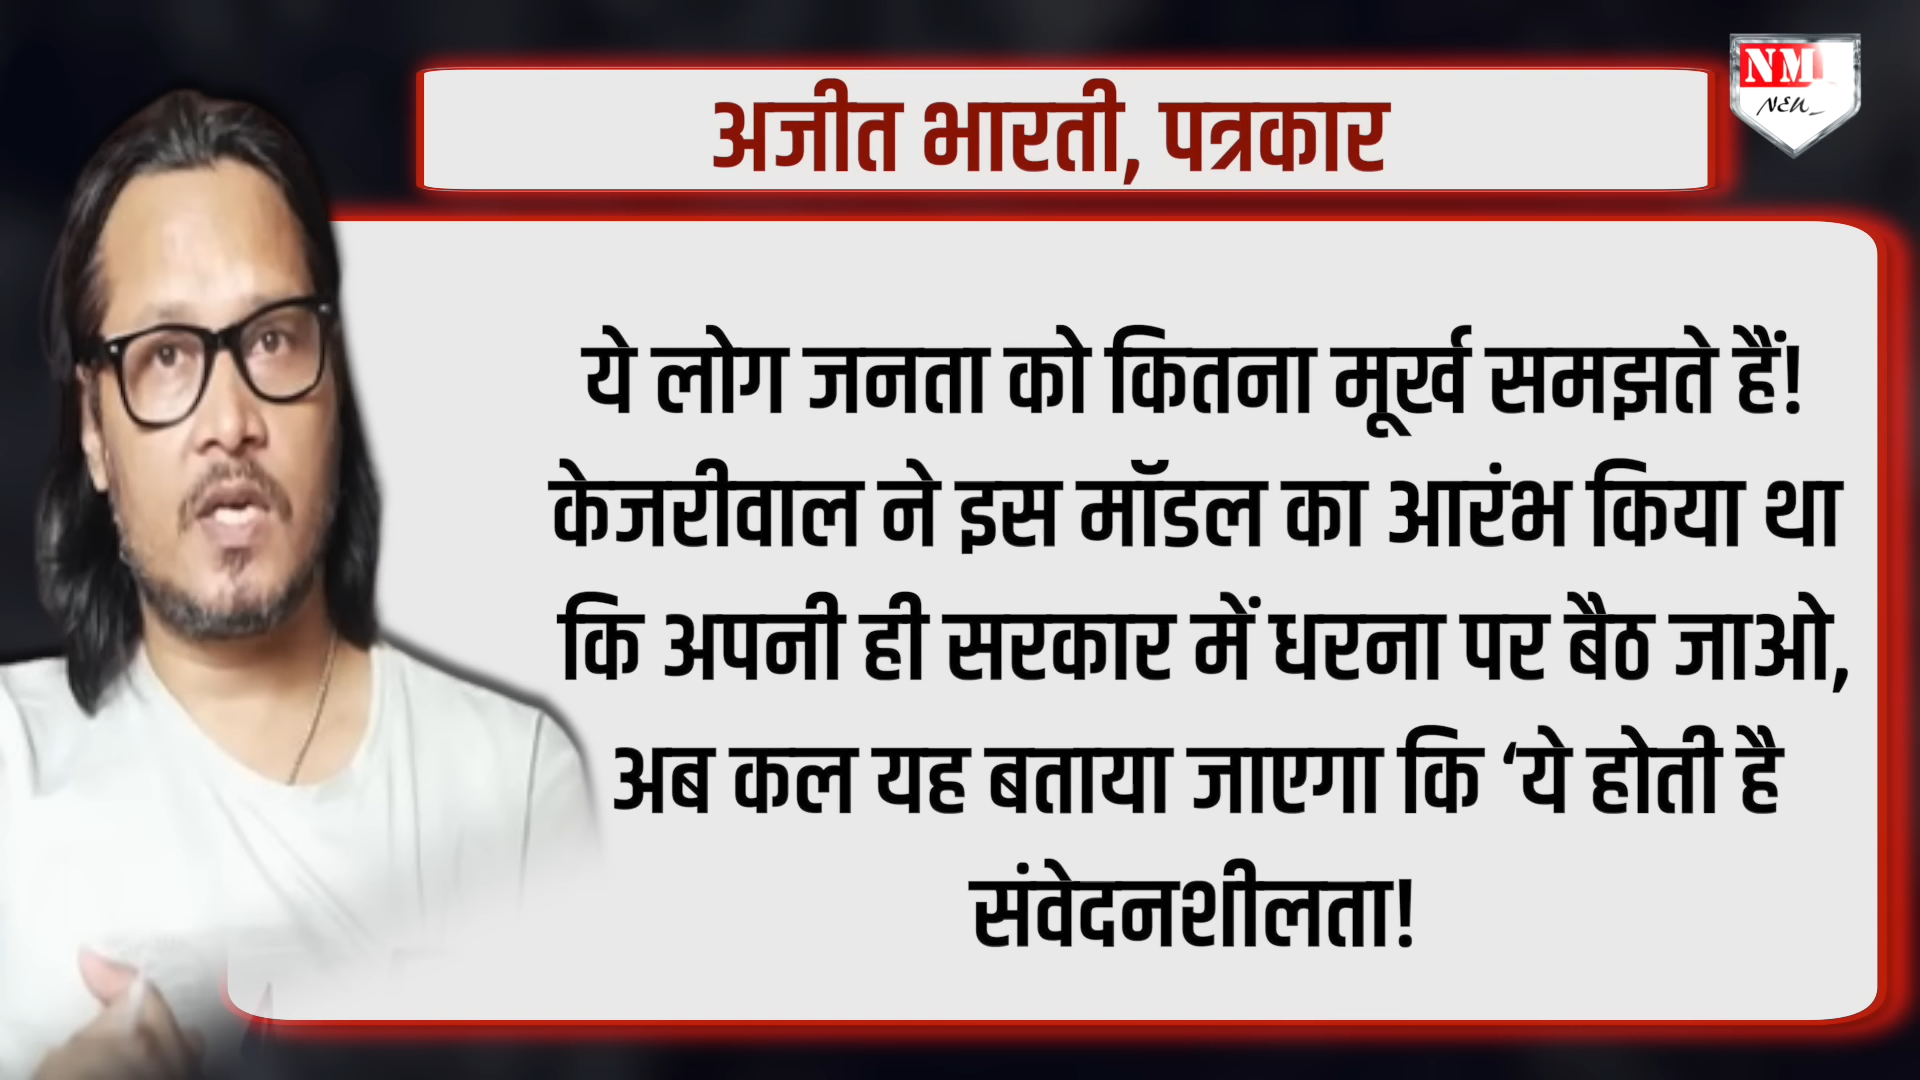 अजीत भारती, पत्रकार
NM
NEW
ये लोग जनता को कितना मूर्ख समझते हैं!
केजरीवाल ने इस मॉडल का आरंभ किया था
कि अपनी ही सरकार में धरना पर बैठ जाओ,
अब कल यह बताया जाएगा कि ‘ये होती है
संवेदनशीलता!